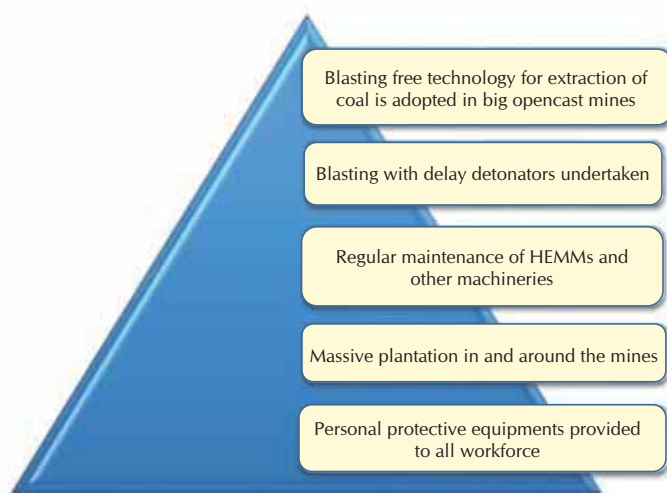 Blasting free technology for extraction of
coal is adopted in big opencast mines
Blasting with delay detonators undertaken
Regular maintenance of HEMMs and
other machineries
Massive plantation in and around the mines
Personal protective equipments provided
to all workforce